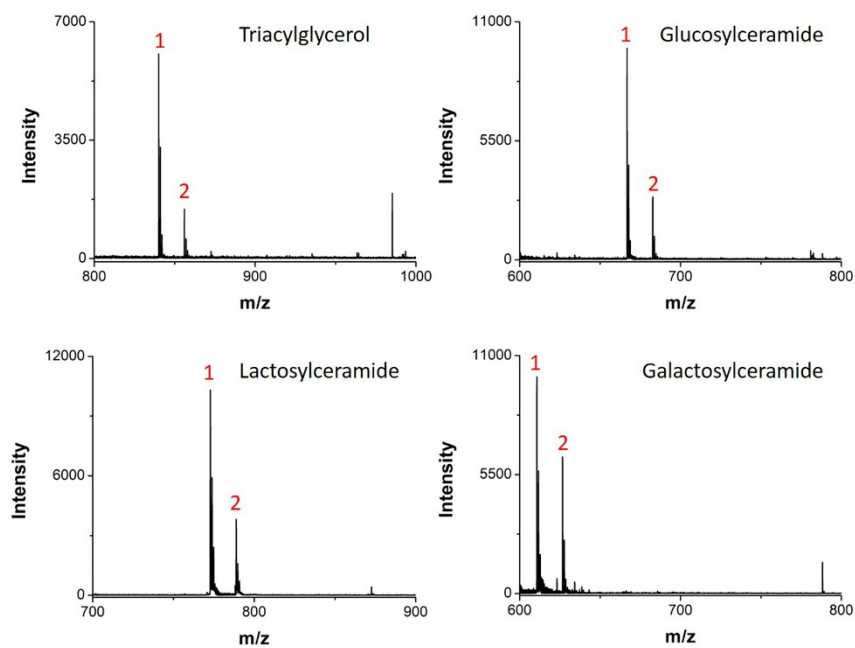 7000
3500
0
Intensity
1
2
Triacylglycerol
800
900
1000
m/z
11000
5500
0
Intensity
1
2
Glucosylceramide
600
700
800
m/z
12000
6000
0
Intensity
1
2
Lactosylceramide
700
800
900
m/z
11000
5500
0
Intensity
1
2
Galactosylceramide
600
700
800
m/z